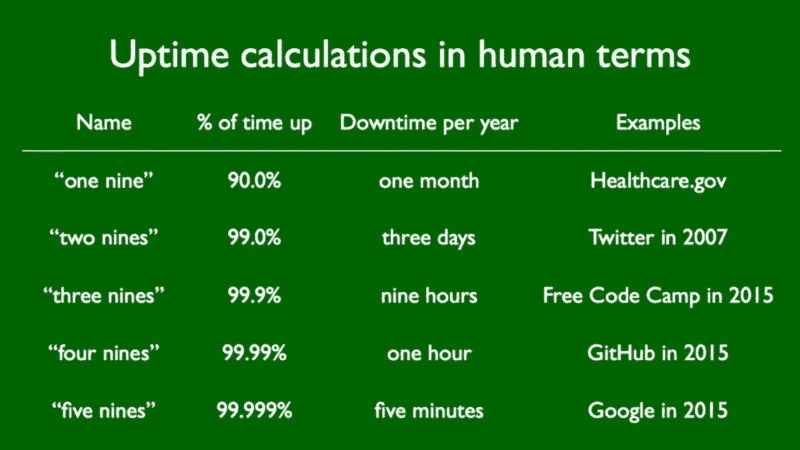 Uptime calculations in human terms
Name % of time up Downtime per year Examples
“one nine” 90.0% one month Healthcare.gov
“two nines” 99.0% three days Twitter in 2007
“three nines” 99.9% nine hours Free Code Camp in 2015
“four nines” 99.99% one hour GitHub in 2015
“five nines” 99.999% five minutes Google in 2015